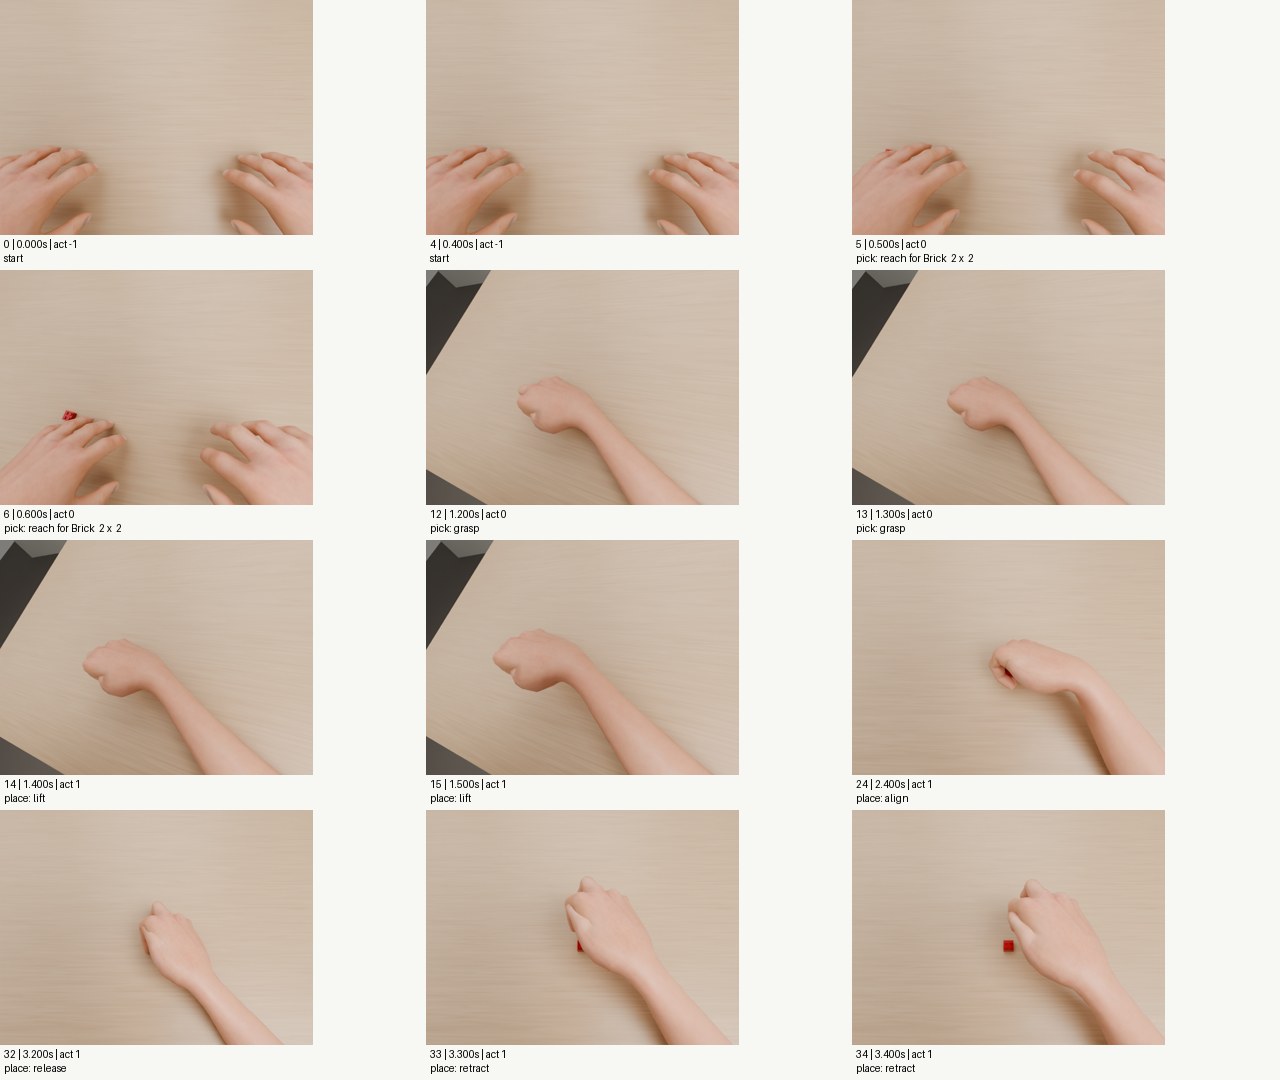 0 | 0.000s | act -1
start
4 | 0.400s | act -1
start
5 | 0.500s | act 0
pick: reach for Brick 2 x 2
6 | 0.600s | act 0
pick: reach for Brick 2 x 2
12 | 1.200s | act 0
pick: grasp
13 | 1.300s | act 0
pick: grasp
14 | 1.400s | act 1
place: lift
15 | 1.500s | act 1
place: lift
24 | 2.400s | act 1
place: align
32 | 3.200s | act 1
place: release
33 | 3.300s | act 1
place: retract
34 | 3.400s | act 1
place: retract